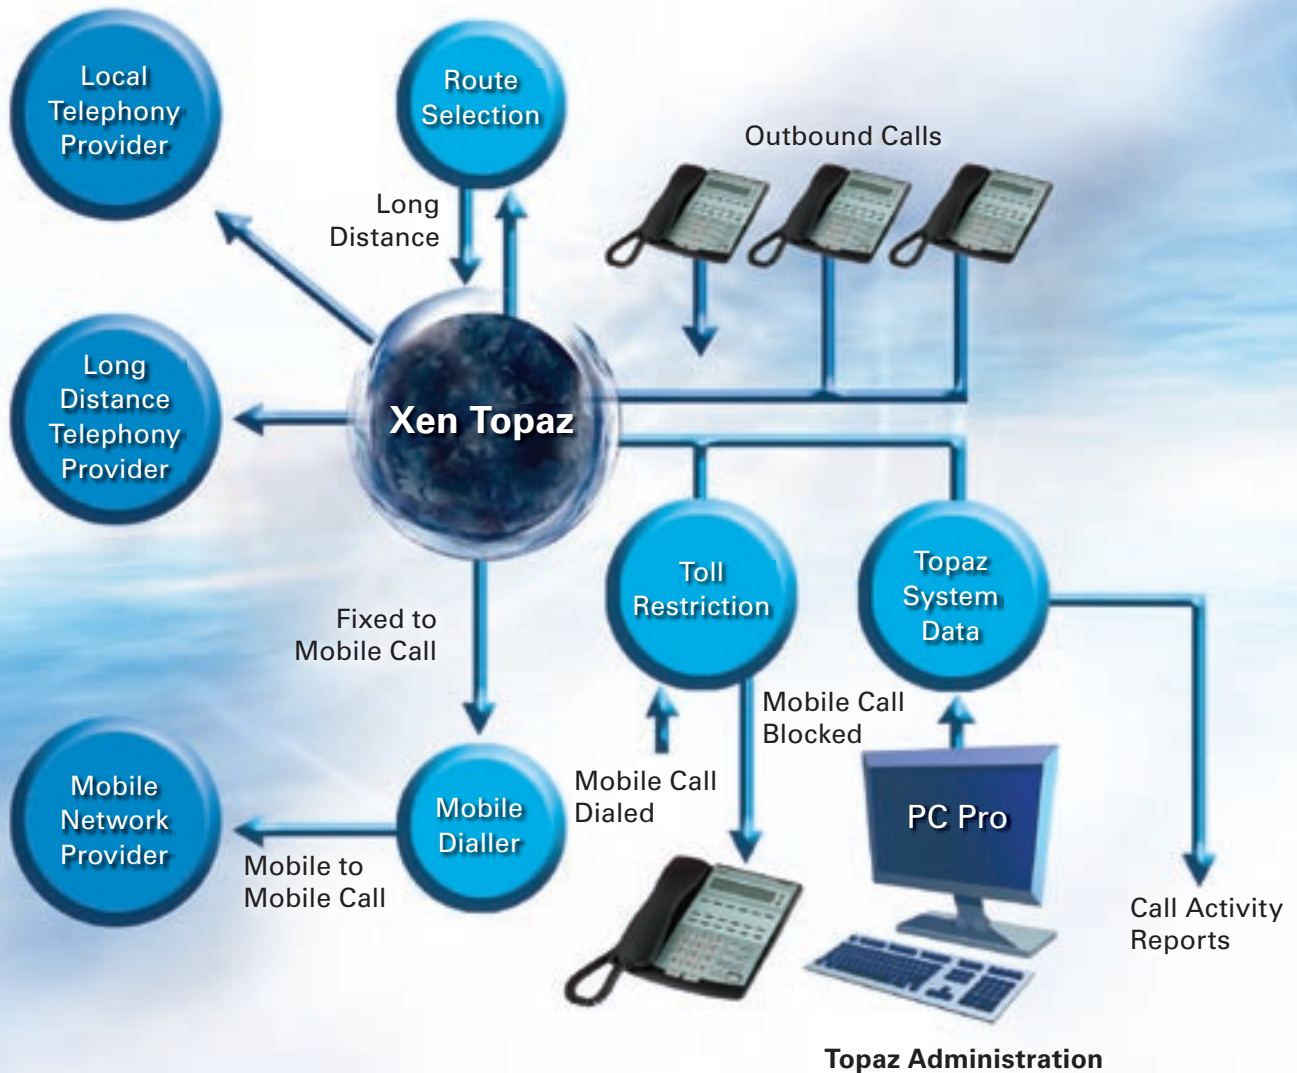 Local
Telephony
Provider
Route
Selection
Outbound Calls
Long
Distance
Long
Distance
Telephony
Provider
Xen Topaz
Toll
Restriction
Topaz
System
Data
Fixed to
Mobile Call
Mobile Call
Blocked
Mobile
Network
Provider
Mobile to
Mobile Call
Mobile
Dialler
Mobile Call
Dialed
PC Pro
Call Activity
Reports
Topaz Administration